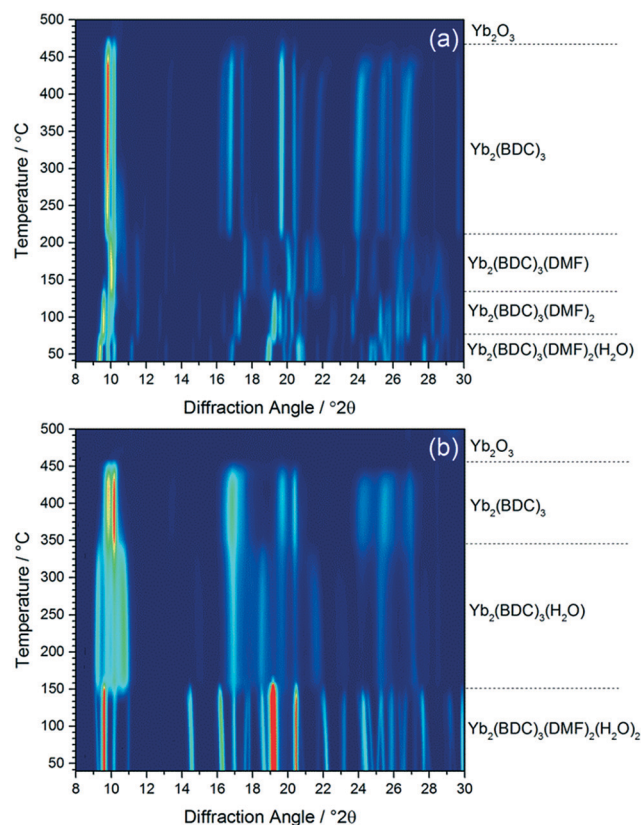 (a)
Yb2O3
Yb2(BDC)3
Yb2(BDC)3(DMF)
Yb2(BDC)3(DMF)2
Yb2(BDC)3(DMF)2(H2O)
Temperature / °C
500
450
400
350
300
250
200
150
100
50
8 10 12 14 16 18 20 22 24 26 28 30
Diffraction Angle / °2θ
(b)
Yb2O3
Yb2(BDC)3
Yb2(BDC)3(H2O)
Yb2(BDC)3(DMF)2(H2O)2
Temperature / °C
500
450
400
350
300
250
200
150
100
50
8 10 12 14 16 18 20 22 24 26 28 30
Diffraction Angle / °2θ